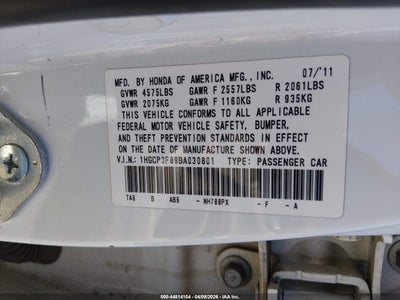 MFD. BY HONDA OF AMERICA MFG., INC. 07/'11
GVWR 4575LBS GAWR F 2557LBS R 2061LBS
GVWR 2075KG GAWR F 1160KG R 935KG
THIS VEHICLE CONFORMS TO ALL APPLICABLE
FEDERAL MOTOR VEHICLE SAFETY, BUMPER,
AND THEFT PREVENTION STANDARDS IN EFFECT ON THE
DATE OF MANUFACTURE SHOWN ABOVE.
V.I.N.: 1HGCP3F89BA030801 TYPE: PASSENGER CAR
TA6 B AB6 - NH788PX - F - A
000-44814104 - 04/09/2026 -